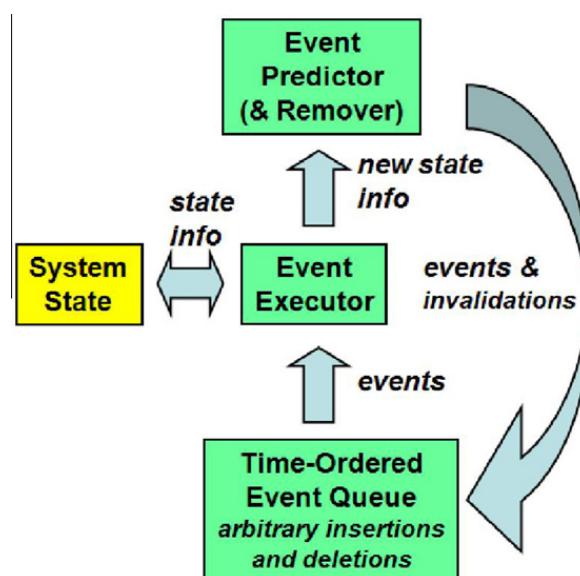 Event
Predictor
(& Remover)
new state
info
state
info
System
State
Event
Executor
events &
invalidations
events
Time-Ordered
Event Queue
arbitrary insertions
and deletions